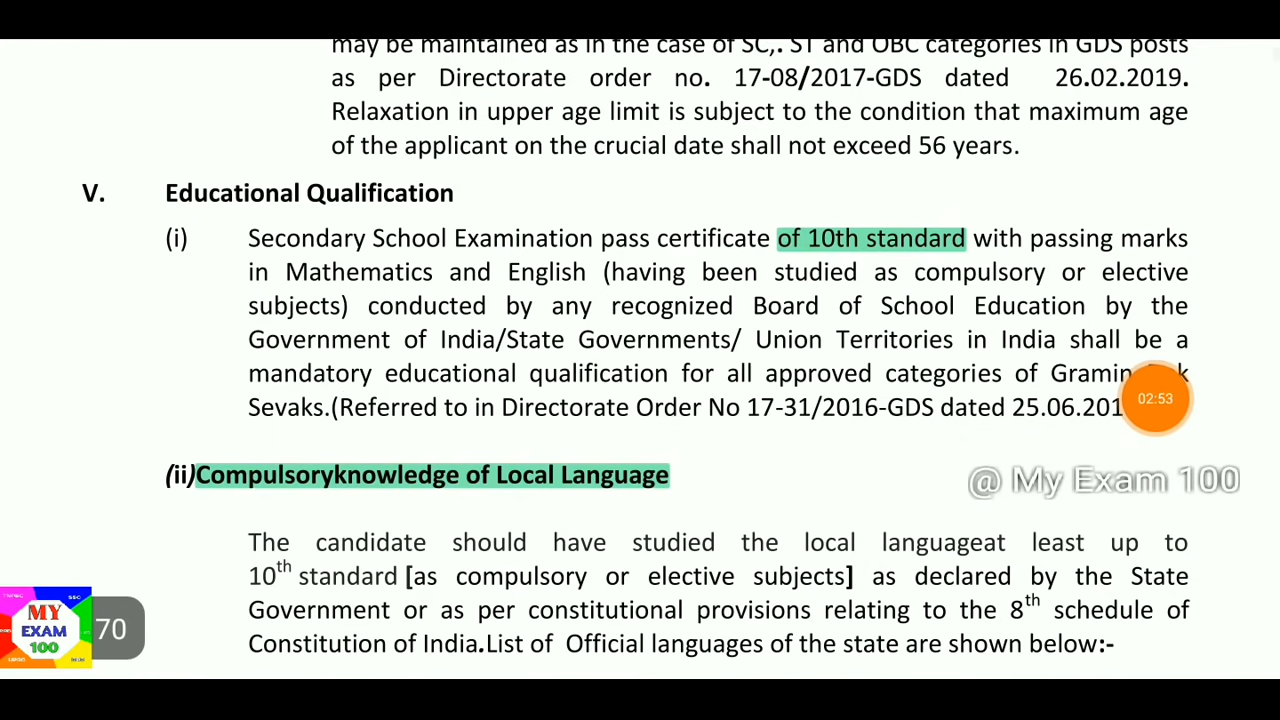 may be maintained as in the case of SC,. ST and OBC categories in GDS posts
as per Directorate order no. 17-08/2017-GDS dated 26.02.2019.
Relaxation in upper age limit is subject to the condition that maximum age
of the applicant on the crucial date shall not exceed 56 years.
V. Educational Qualification
(i) Secondary School Examination pass certificate of 10th standard with passing marks
in Mathematics and English (having been studied as compulsory or elective
subjects) conducted by any recognized Board of School Education by the
Government of India/State Governments/ Union Territories in India shall be a
mandatory educational qualification for all approved categories of Gramin
Sevaks.(Referred to in Directorate Order No 17-31/2016-GDS dated 25.06.201
02:53
(ii)Compulsoryknowledge of Local Language
@ My Exam 100
The candidate should have studied the local languageat least up to
10th standard [as compulsory or elective subjects] as declared by the State
Government or as per constitutional provisions relating to the 8th schedule of
Constitution of India.List of Official languages of the state are shown below:-
MY
EXAM
100
70